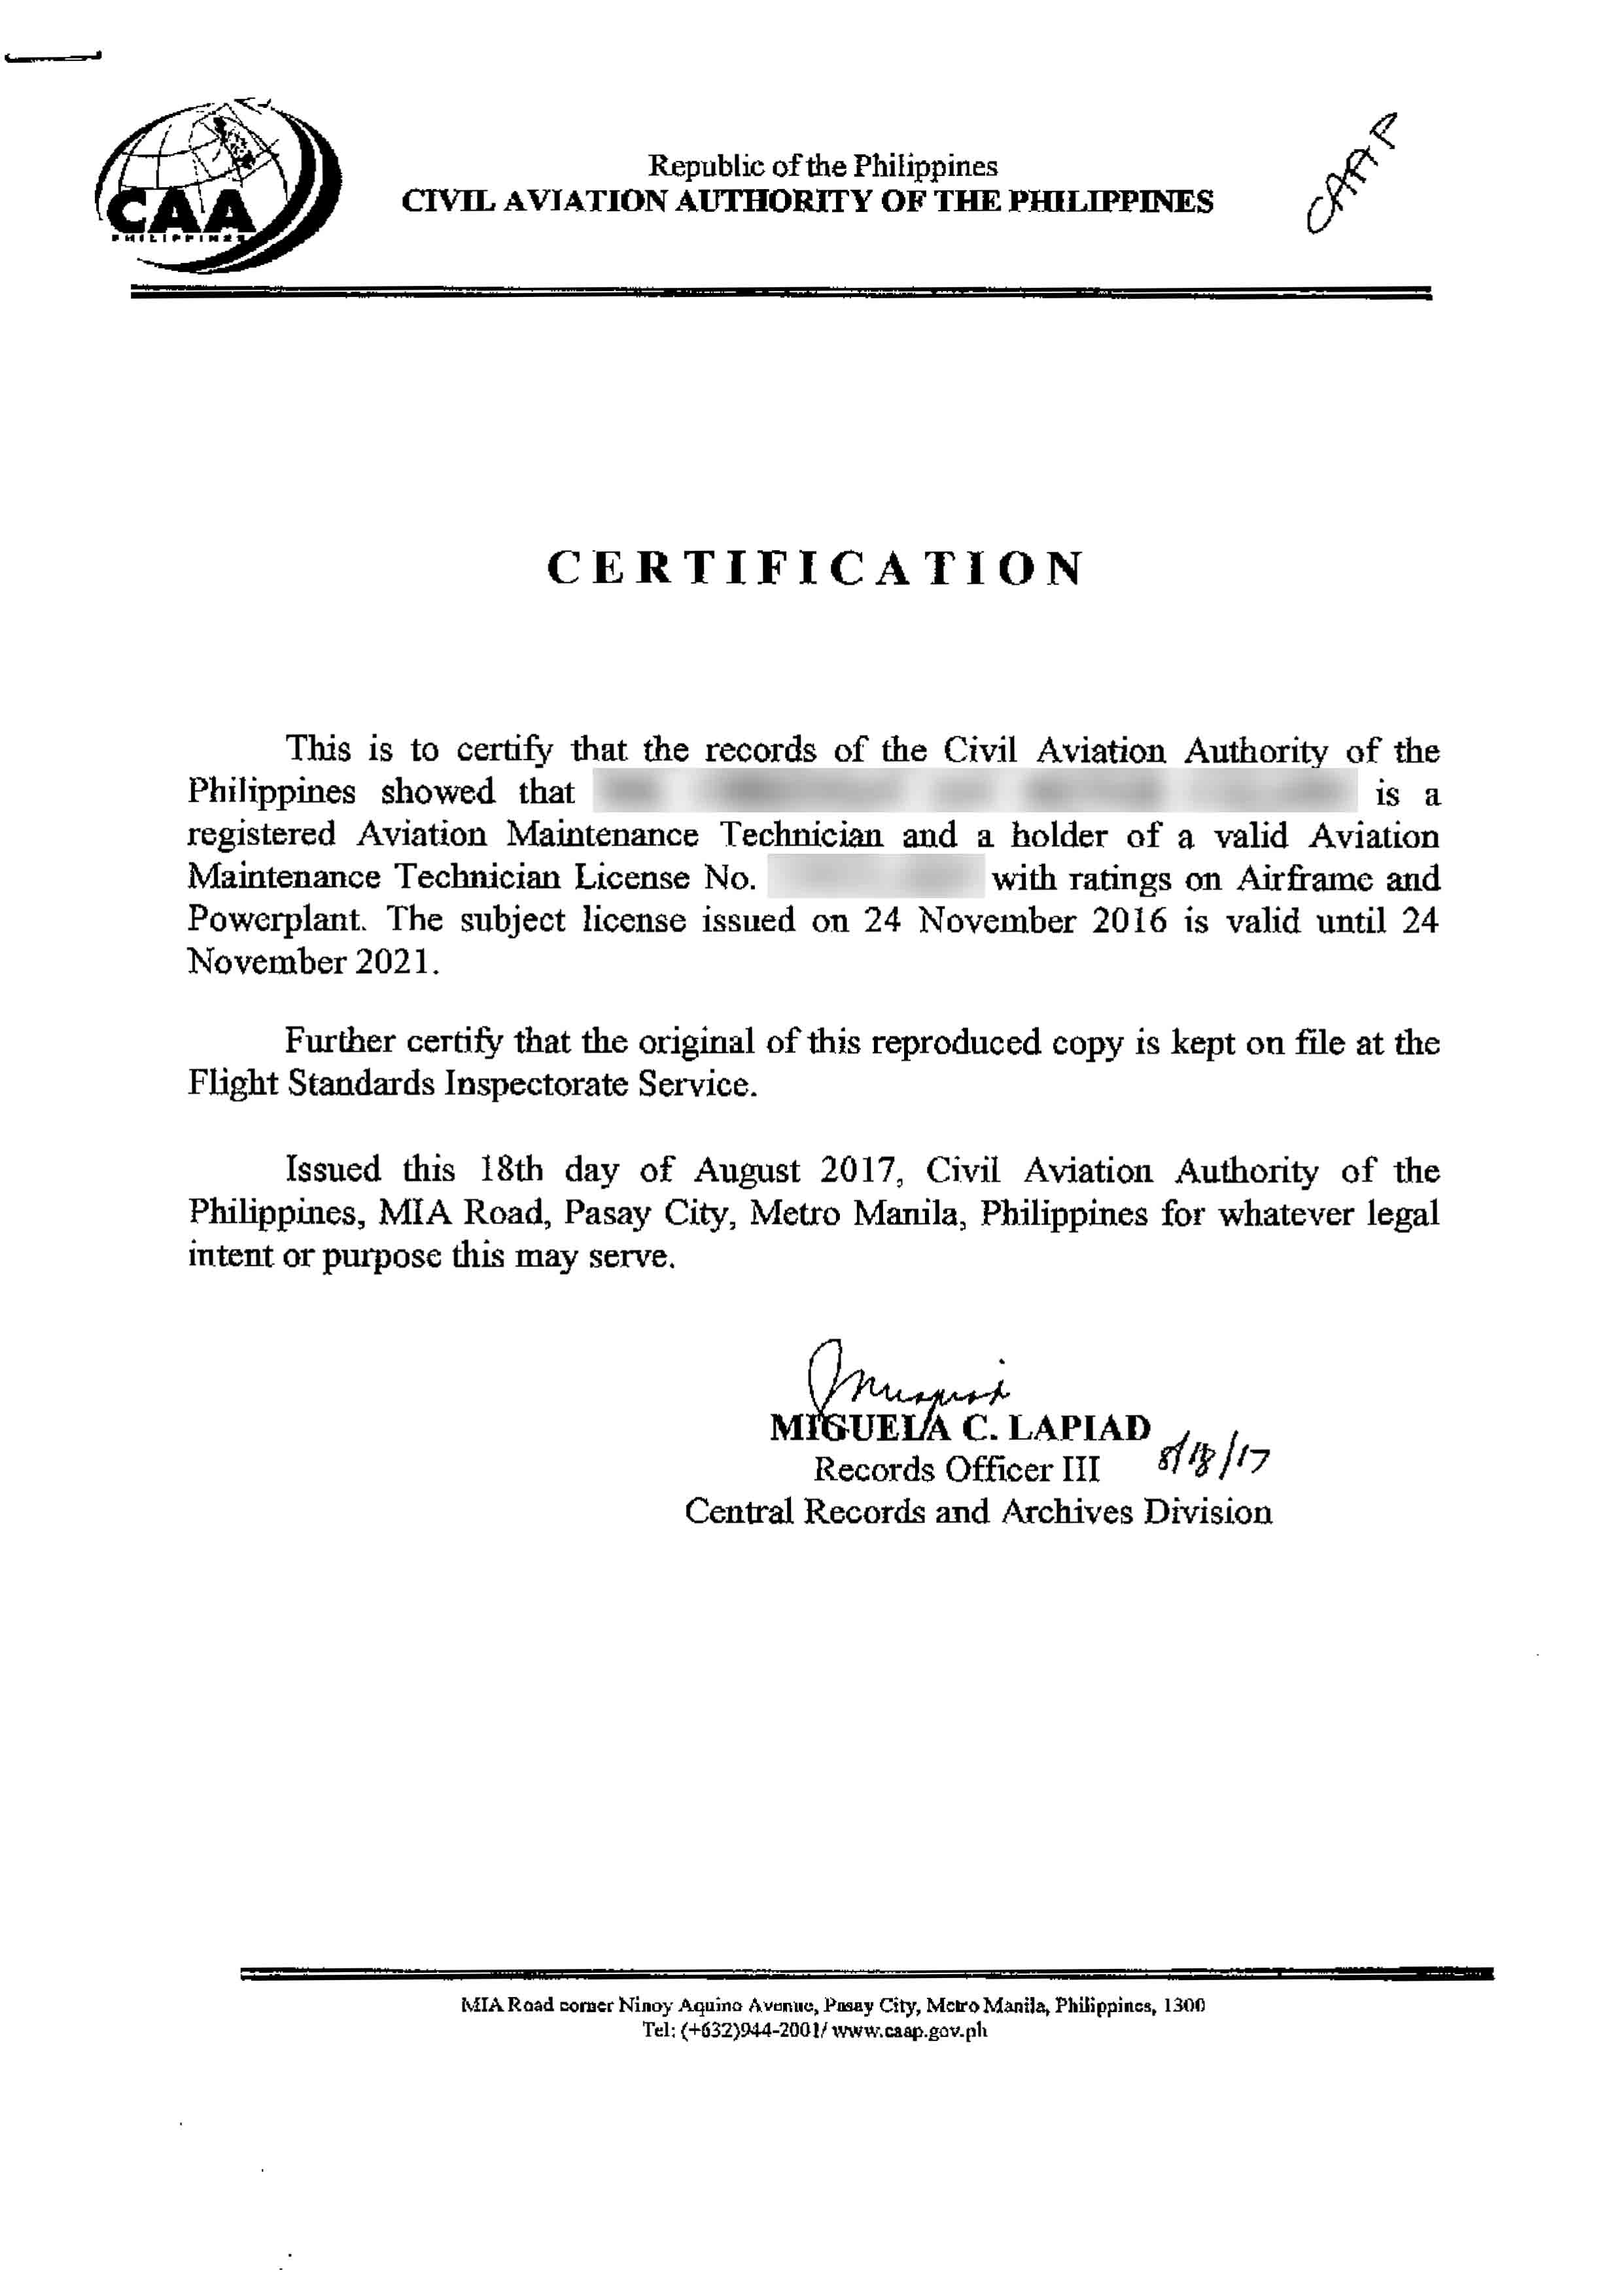 CAA
PHILIPPINES
Republic of the Philippines
CIVIL AVIATION AUTHORITY OF THE PHILIPPINES
CAAP
CERTIFICATION
This is to certify that the records of the Civil Aviation Authority of the
Philippines showed that is a
registered Aviation Maintenance Technician and a holder of a valid Aviation
Maintenance Technician License No. with ratings on Airframe and
Powerplant. The subject license issued on 24 November 2016 is valid until 24
November 2021.
Further certify that the original of this reproduced copy is kept on file at the
Flight Standards Inspectorate Service.
Issued this 18th day of August 2017, Civil Aviation Authority of the
Philippines, MIA Road, Pasay City, Metro Manila, Philippines for whatever legal
intent or purpose this may serve.
MIGUELA C. LAPIAD
8/18/17
Records Officer III
Central Records and Archives Division
MIA Road corner Ninoy Aquino Avenue, Pasay City, Metro Manila, Philippines, 1300
Tel: (+632)944-2001/ www.caap.gov.ph